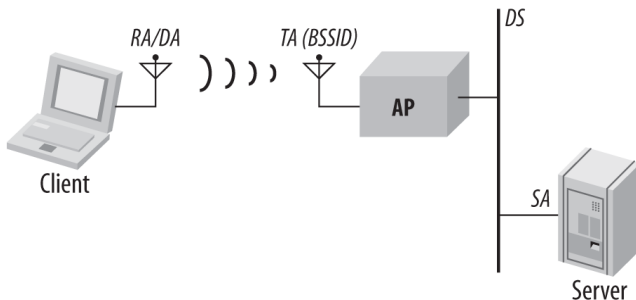 RA/DA
TA (BSSID)
DS
AP
Client
SA
Server